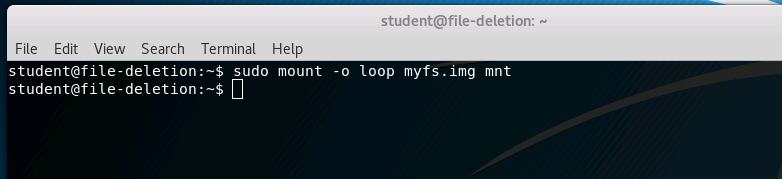 student@file-deletion: ~
File Edit View Search Terminal Help
student@file-deletion:~$ sudo mount -o loop myfs.img mnt
student@file-deletion:~$